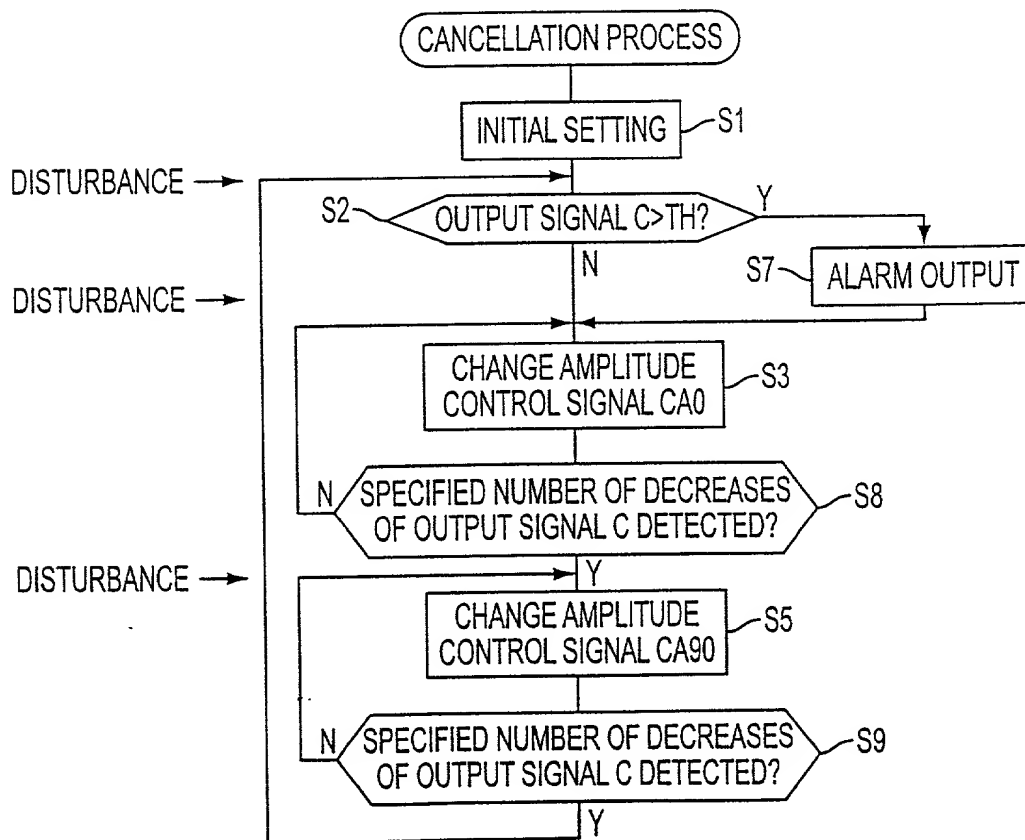 CANCELLATION PROCESS
INITIAL SETTING
S1
DISTURBANCE
S2
OUTPUT SIGNAL C>TH?
Y
N
S7
ALARM OUTPUT
DISTURBANCE
CHANGE AMPLITUDE
CONTROL SIGNAL CA0
S3
N
SPECIFIED NUMBER OF DECREASES
OF OUTPUT SIGNAL C DETECTED?
S8
Y
DISTURBANCE
CHANGE AMPLITUDE
CONTROL SIGNAL CA90
S5
N
SPECIFIED NUMBER OF DECREASES
OF OUTPUT SIGNAL C DETECTED?
S9
Y